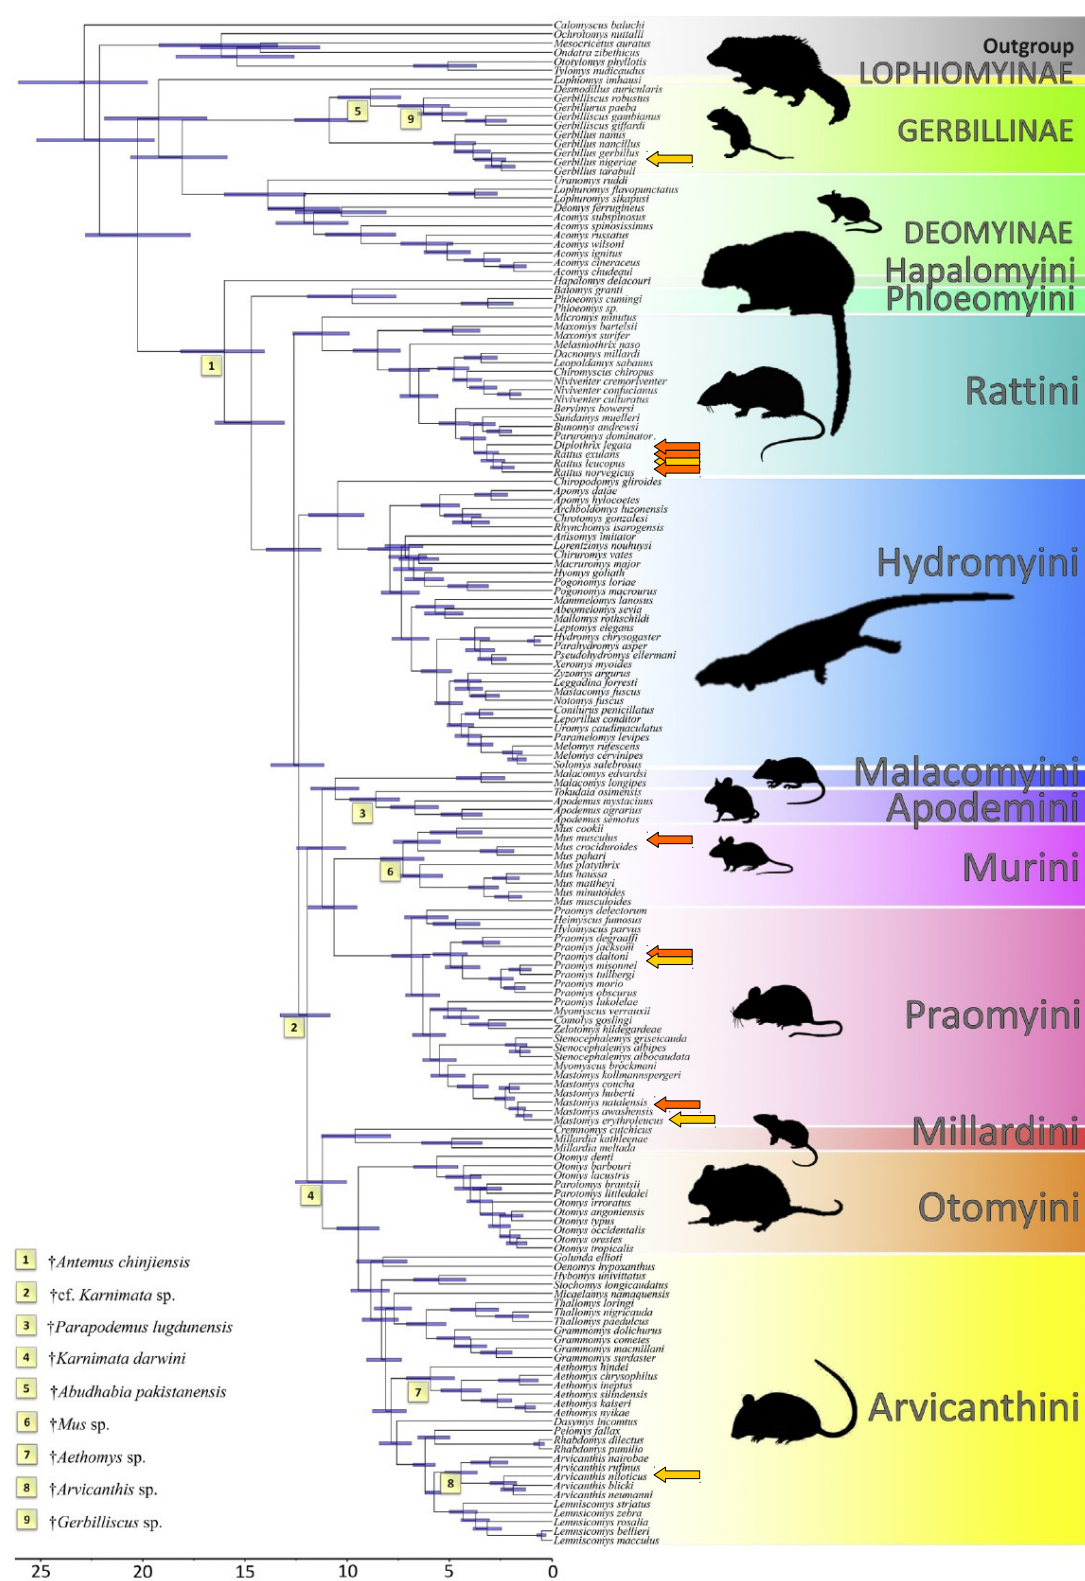 Calomyscus baluchi
Ochrotomys nuttalli
Mesocricetus auratus
Ondatra zibethicus
Ototylomys phyllotis
Tylomys nudicaudus
Lophiomys imhausi
Desmodillus auricularis
Gerbilliscus robustus
Gerbillurus paeba
Gerbilliscus gambianus
Gerbilliscus giffardi
Gerbillus nanus
Gerbillus nancillus
Gerbillus gerbillus
Gerbillus nigeriae
Gerbillus tarabuli
Uranomys ruddi
Lophuromys flavopunctatus
Lophuromys sikapusi
Deomys ferrugineus
Acomys subspinosus
Acomys spinosissimus
Acomys russatus
Acomys wilsoni
Acomys ignitus
Acomys cineraceus
Acomys chudeaui
Hapalomys delacouri
Batomys granti
Phloeomys cumingi
Phloeomys sp.
Micromys minutus
Maxomys bartelsii
Maxomys surifer
Melasmothrix naso
Dacnomys millardi
Leopoldamys sabanus
Chiromyscus chiropus
Niviventer cremoriventer
Niviventer confucianus
Niviventer culturatus
Berylmys bowersi
Sundamys muelleri
Bunomys andrewsi
Paruromys dominator.
Diplothrix legata
Rattus exulans
Rattus leucopus
Rattus norvegicus
Chiropodomys gliroides
Apomys datae
Apomys hylocoetes
Archboldomys luzonensis
Chrotomys gonzalesi
Rhynchomys isarogensis
Anisomys imitator
Lorentzimys nouhuysi
Chiruromys vates
Macruromys major
Hyomys goliath
Pogonomys loriae
Pogonomys macrourus
Mammelomys lanosus
Abeomelomys sevia
Mallomys rothschildi
Leptomys elegans
Hydromys chrysogaster
Parahydromys asper
Pseudohydromys ellermani
Xeromys myoides
Zyzomys argurus
Leggadina forresti
Mastacomys fuscus
Notomys fuscus
Conilurus penicillatus
Leporillus conditor
Uromys caudimaculatus
Paramelomys levipes
Melomys rufescens
Melomys cervinipes
Solomys salebrosus
Malacomys edwardsi
Malacomys longipes
Tokudaia osimensis
Apodemus mystacinus
Apodemus agrarius
Apodemus semotus
Mus cookii
Mus musculus
Mus crociduroides
Mus pahari
Mus platythrix
Mus haussa
Mus mattheyi
Mus minutoides
Mus musculoides
Praomys delectorum
Heimyscus fumosus
Hylomyscus parvus
Praomys degraaffi
Praomys jacksoni
Praomys daltoni
Praomys misonnei
Praomys tullbergi
Praomys morio
Praomys obscurus
Praomys lukolelae
Myomyscus verrauxii
Colomys goslingi
Zelotomys hildegardeae
Stenocephalemys griseicauda
Stenocephalemys albipes
Stenocephalemys albocaudata
Myomyscus brockmani
Mastomys kollmannspergeri
Mastomys coucha
Mastomys huberti
Mastomys natalensis
Mastomys awashensis
Mastomys erythroleucus
Cremnomys cutchicus
Millardia kathleenae
Millardia meltada
Otomys denti
Otomys barbouri
Otomys lacustris
Parotomys brantsii
Parotomys littledalei
Otomys irroratus
Otomys angoniensis
Otomys typus
Otomys occidentalis
Otomys orestes
Otomys tropicalis
Golunda ellioti
Oenomys hypoxanthus
Hybomys univittatus
Stochomys longicaudatus
Micaelamys namaquensis
Thallomys loringi
Thallomys nigricauda
Thallomys paedulcus
Grammomys dolichurus
Grammomys cometes
Grammomys macmillani
Grammomys surdaster
Aethomys hindei
Aethomys chrysophilus
Aethomys ineptus
Aethomys silindensis
Aethomys kaiseri
Aethomys nyikae
Dasymys incomtus
Pelomys fallax
Rhabdomys dilectus
Rhabdomys pumilio
Arvicanthis nairobae
Arvicanthis rufinus
Arvicanthis niloticus
Arvicanthis blicki
Arvicanthis neumanni
Lemniscomys striatus
Lemnsicomys zebra
Lemnsicomys rosalia
Lemnsicomys bellieri
Lemniscomys macculus
Outgroup
LOPHIOMYINAE
GERBILLINAE
DEOMYINAE
Hapalomyini
Phloeomyini
Rattini
Hydromyini
Malacomyini
Apodemini
Murini
Praomyini
Millardini
Otomyini
Arvicanthini
5
9
1
3
6
2
4
7
8
1 †Antemus chinjiensis
2 †cf. Karnimata sp.
3 †Parapodemus lugdunensis
4 †Karnimata darwini
5 †Abudhabia pakistanensis
6 †Mus sp.
7 †Aethomys sp.
8 †Arvicanthis sp.
9 †Gerbilliscus sp.
25 20 15 10 5 0